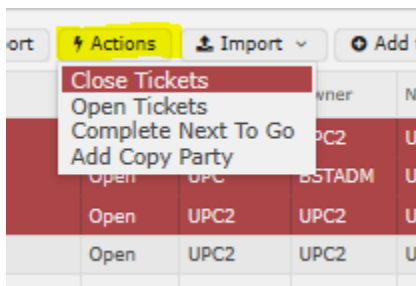 ort Actions Import Add
Close Tickets
Open Tickets
Complete Next To Go
Add Copy Party
wner N
PC2 U
Open UPC BSTADM U
Open UPC2 UPC2 U
Open UPC2 UPC2 U